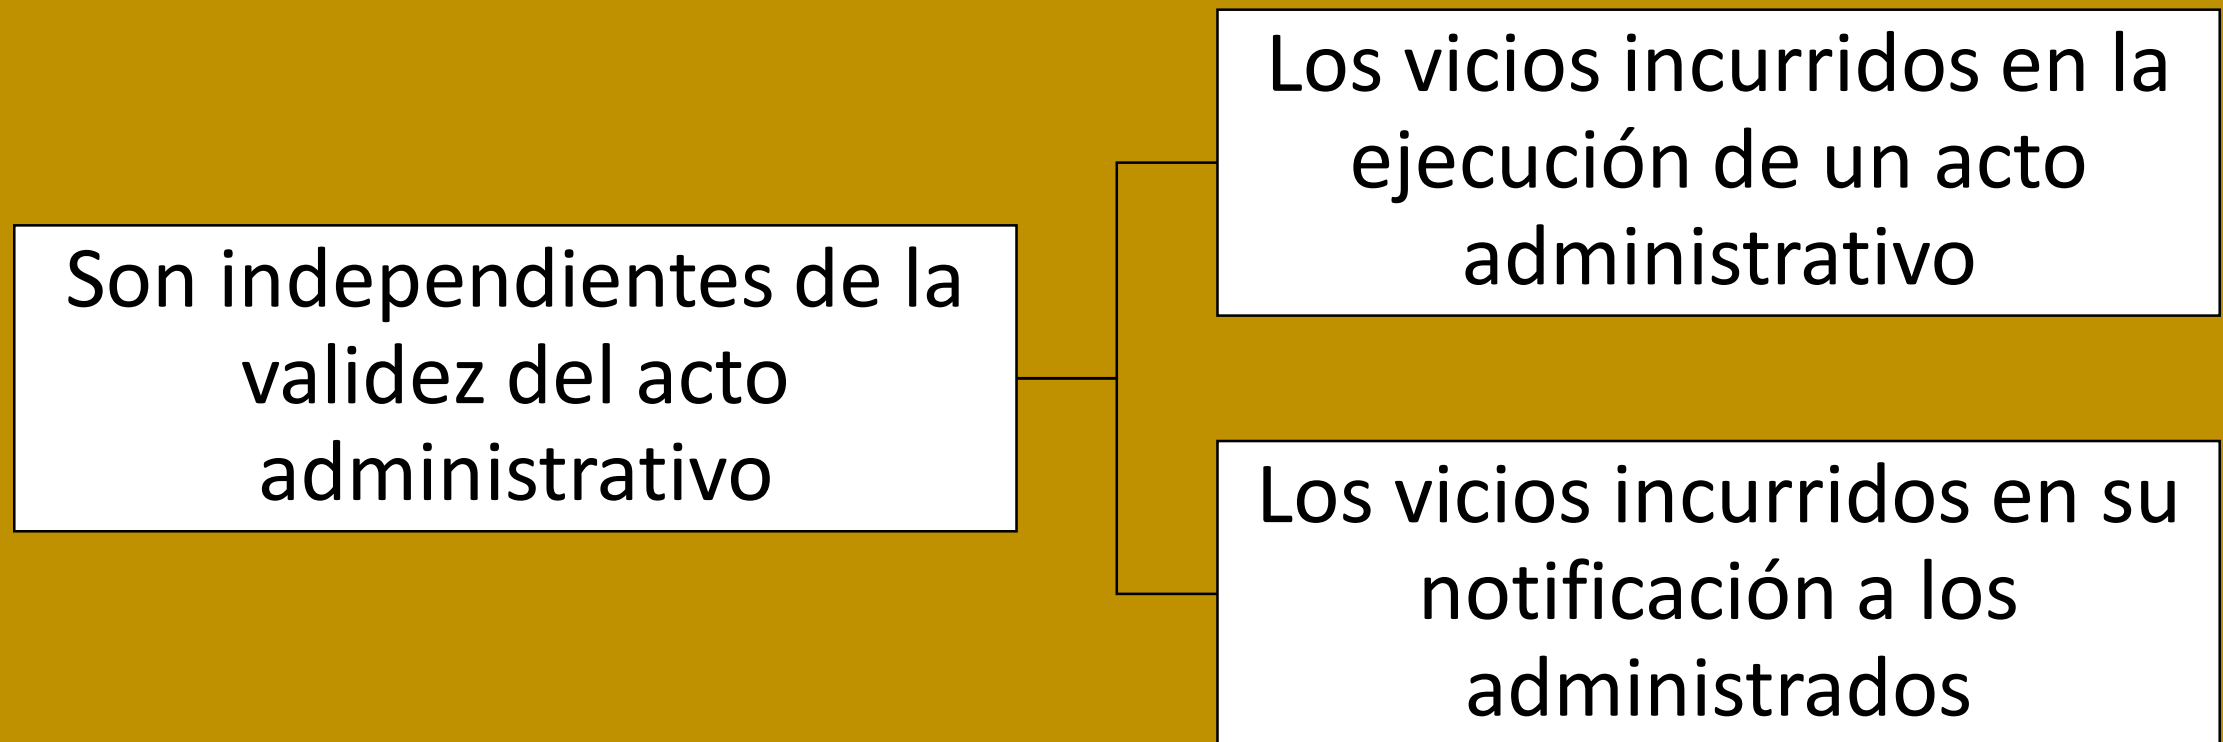 Son independientes de la
validez del acto
administrativo
Los vicios incurridos en la
ejecución de un acto
administrativo
Los vicios incurridos en su
notificación a los
administrados